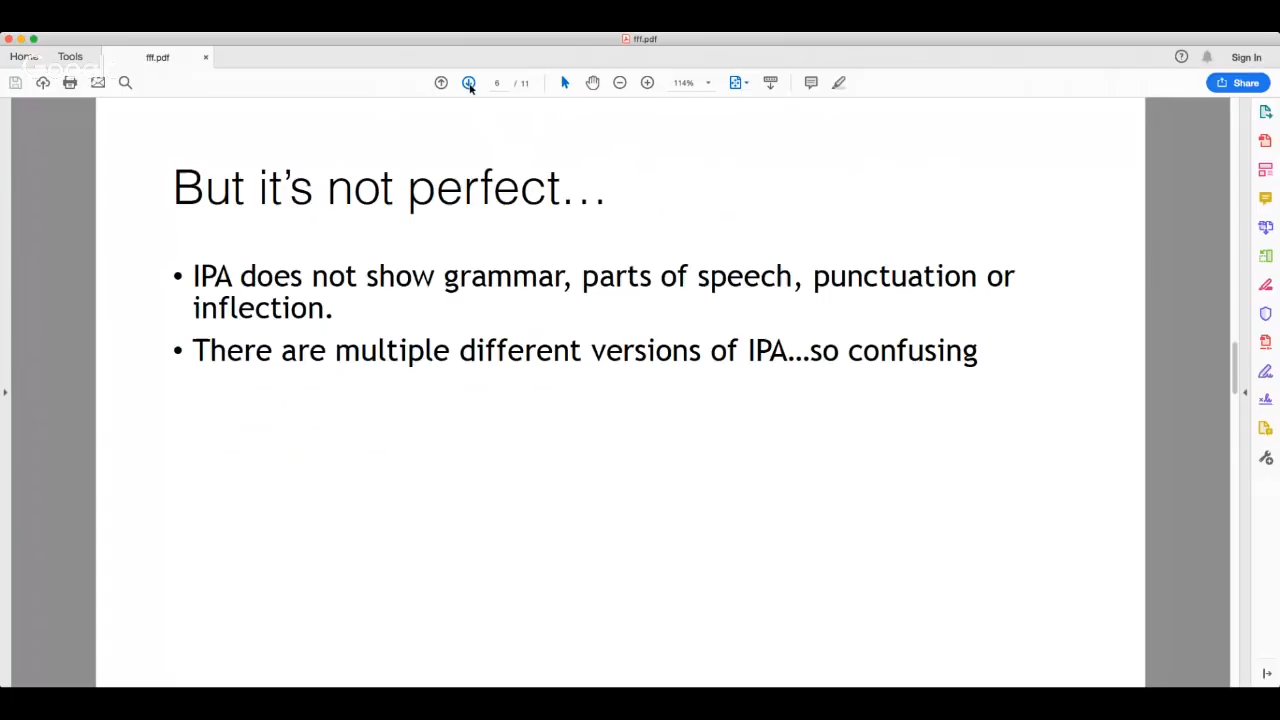 fff.pdf
Home Tools fff.pdf × Sign In
6 / 11 114% Share
But it’s not perfect…
• IPA does not show grammar, parts of speech, punctuation or
inflection.
• There are multiple different versions of IPA…so confusing